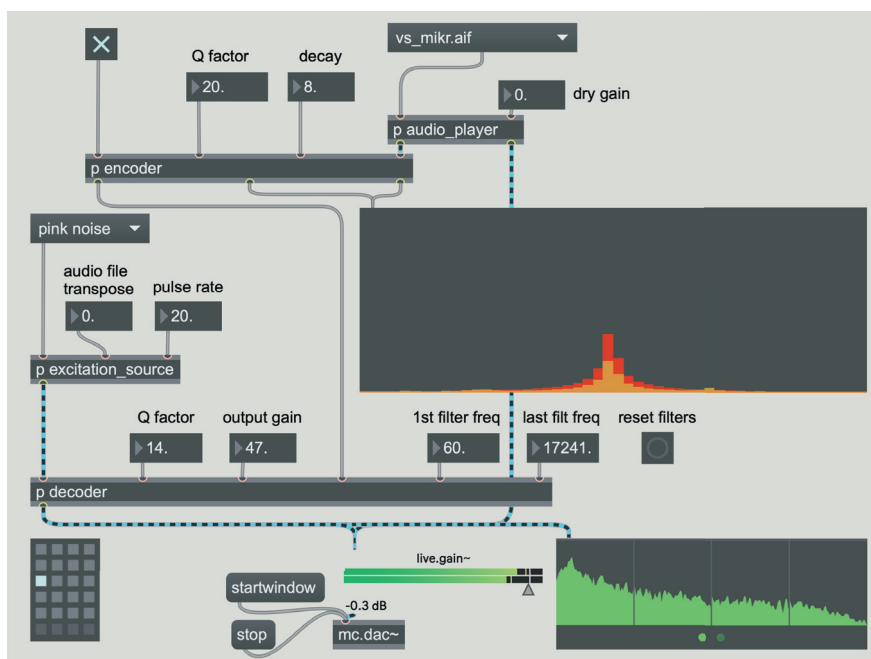 vs_mikr.aif
Q factor
decay
20.
8.
0.
dry gain
p audio_player
p encoder
pink noise
audio file
transpose
pulse rate
0.
20.
p excitation_source
Q factor
output gain
1st filter freq
last filt freq
reset filters
14.
47.
60.
17241.
p decoder
live.gain~
startwindow
-0.3 dB
stop
mc.dac~